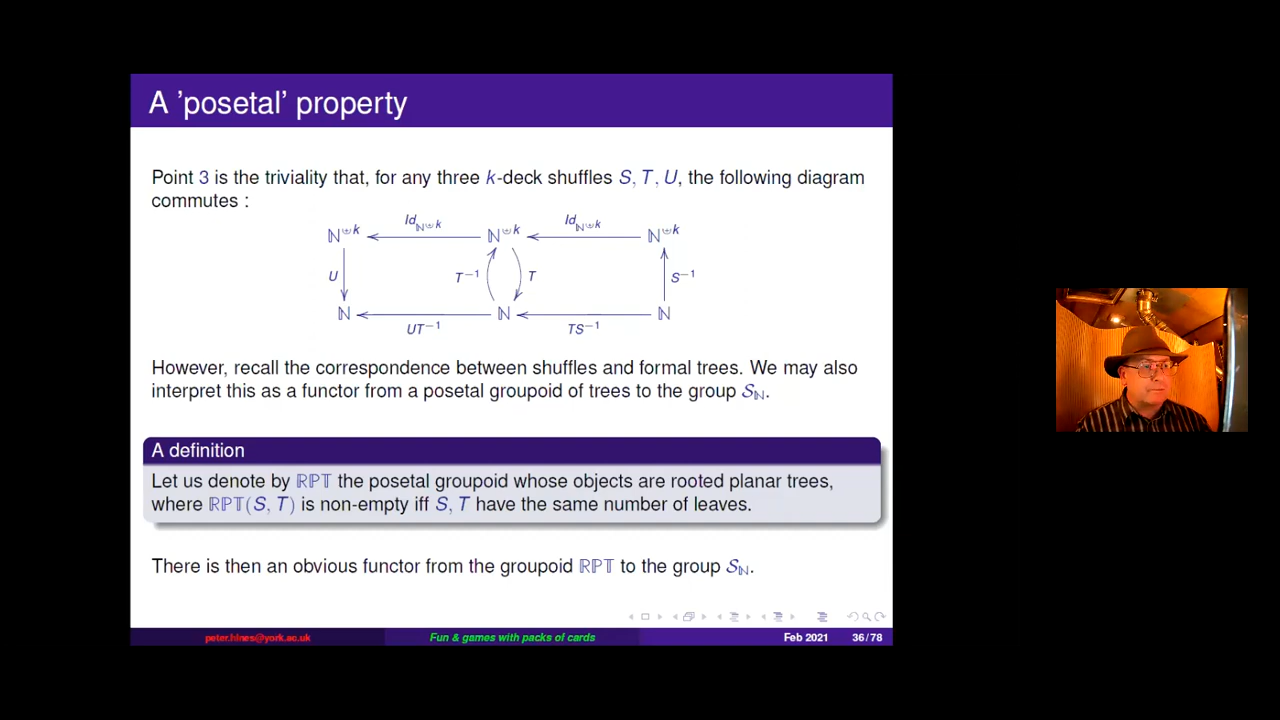 A 'posetal' property
Point 3 is the triviality that, for any three k-deck shuffles S, T, U, the following diagram
commutes :
Id_{ℕ^{⊎k}} Id_{ℕ^{⊎k}}
ℕ^{⊎k} ℕ^{⊎k} ℕ^{⊎k}
U T^{−1} T S^{−1}
ℕ ℕ ℕ
UT^{−1} TS^{−1}
However, recall the correspondence between shuffles and formal trees. We may also
interpret this as a functor from a posetal groupoid of trees to the group 𝒮_ℕ.
A definition
Let us denote by ℝℙ𝕋 the posetal groupoid whose objects are rooted planar trees,
where ℝℙ𝕋(S, T) is non-empty iff S, T have the same number of leaves.
There is then an obvious functor from the groupoid ℝℙ𝕋 to the group 𝒮_ℕ.
peter.hines@york.ac.uk Fun & games with packs of cards Feb 2021 36/78